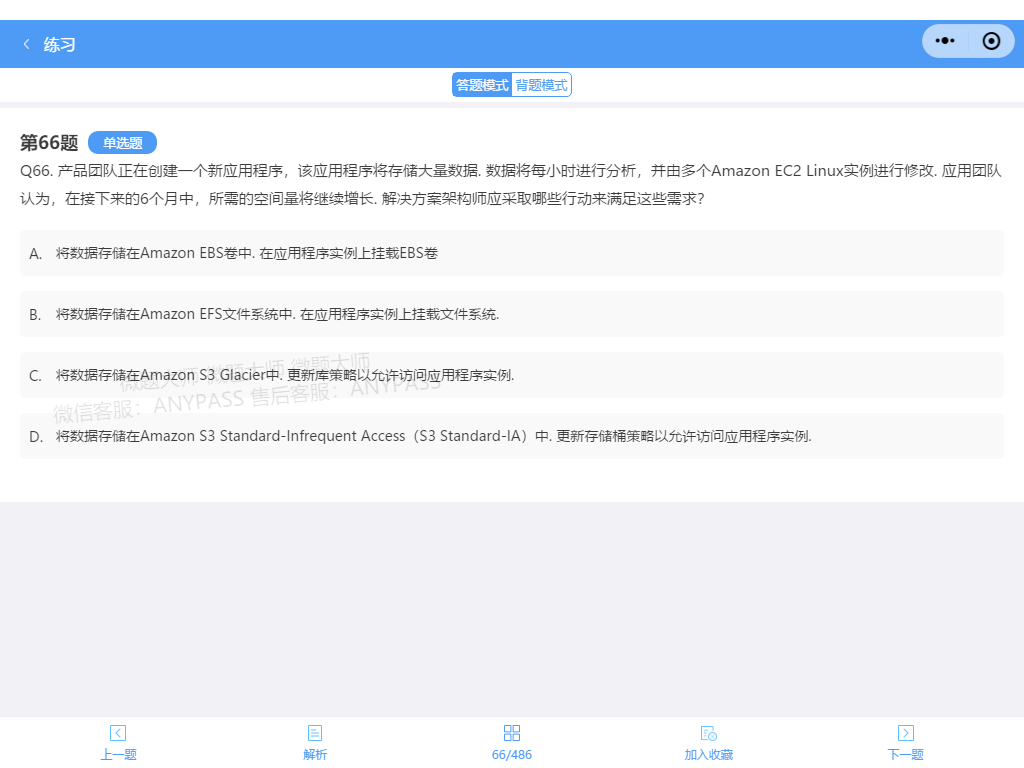 练习
答题模式 背题模式
第66题 单选题
Q66. 产品团队正在创建一个新应用程序，该应用程序将存储大量数据. 数据将每小时进行分析，并由多个Amazon EC2 Linux实例进行修改. 应用团队
认为，在接下来的6个月中，所需的空间量将继续增长. 解决方案架构师应采取哪些行动来满足这些需求?
A. 将数据存储在Amazon EBS卷中. 在应用程序实例上挂载EBS卷
B. 将数据存储在Amazon EFS文件系统中. 在应用程序实例上挂载文件系统.
C. 将数据存储在Amazon S3 Glacier中. 更新库策略以允许访问应用程序实例.
微题大师 微题大师 微题大师
微信客服：ANYPASS 售后客服：ANYPASS
D. 将数据存储在Amazon S3 Standard-Infrequent Access（S3 Standard-IA）中. 更新存储桶策略以允许访问应用程序实例.
上一题 解析 66/486 加入收藏 下一题